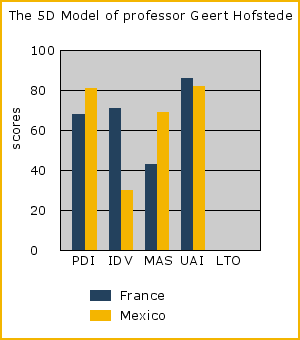 The 5D Model of professor Geert Hofstede
100
80
60
40
20
0
scores
PDI IDV MAS UAI LTO
France
Mexico